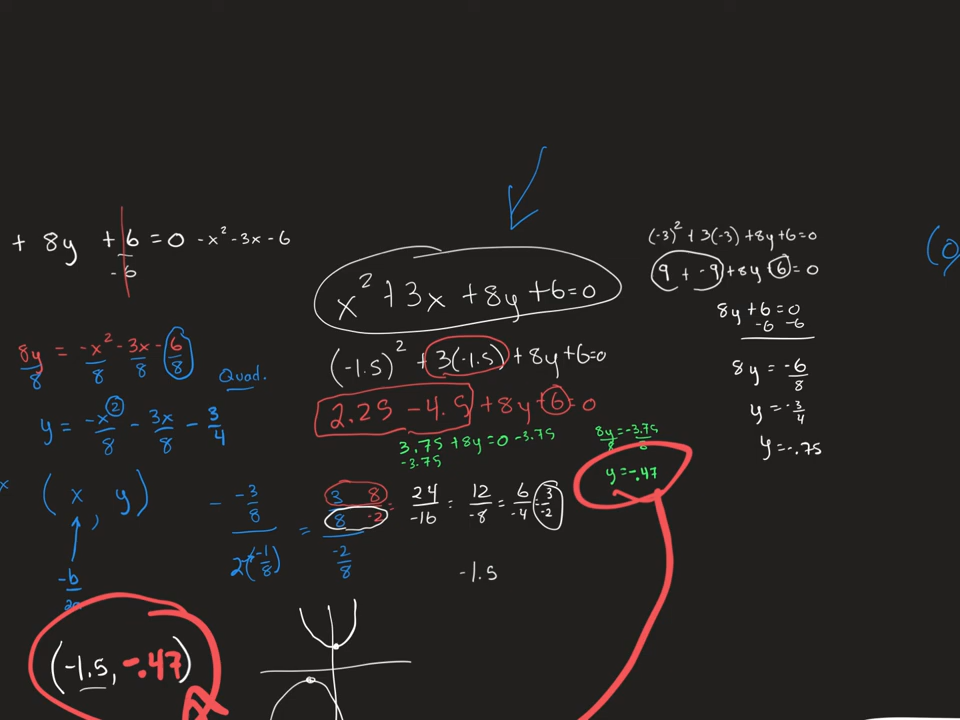 + 8y + 6 = 0 -x² - 3x - 6
- 6
8y/8 = -x²/8 - 3x/8 - 6/8
Quad.
y = -x²/8 - 3x/8 - 3/4
(x, y)
-b
(-1.5, -.47)
x² + 3x + 8y + 6 = 0
(-1.5)² + 3(-1.5) + 8y + 6 = 0
2.25 - 4.5 + 8y + 6 = 0
3.75 + 8y = 0 - 3.75
-3.75
8y = -3.75
y = -.47
-3/8
2(-1/8)
=
3 8
8 -2
-2/8
= 24/-16 = 12/-8 = 6/-4 = 3/-2
-1.5
(-3)² + 3(-3) + 8y + 6 = 0
9 + -9 + 8y + 6 = 0
8y + 6 = 0
-6 -6
8y = -6/8
y = -3/4
y = -.75